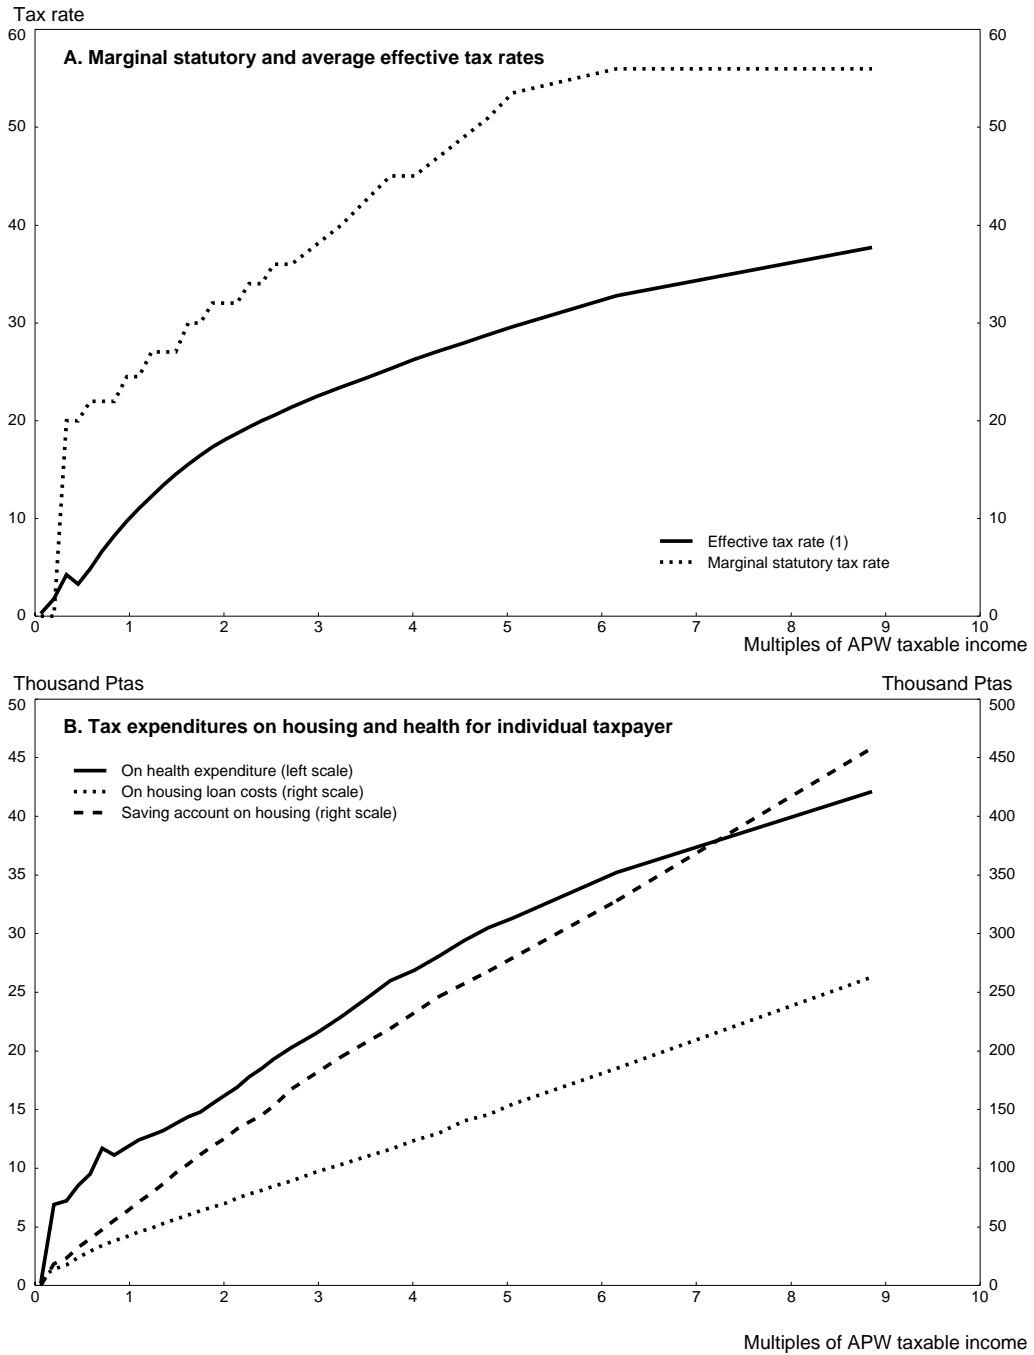 Tax rate
60 60
A. Marginal statutory and average effective tax rates
50 50
40 40
30 30
20 20
10 10
Effective tax rate (1)
Marginal statutory tax rate
0 0
0 1 2 3 4 5 6 7 8 9 10
Multiples of APW taxable income
Thousand Ptas Thousand Ptas
50 500
B. Tax expenditures on housing and health for individual taxpayer
45 450
On health expenditure (left scale)
On housing loan costs (right scale)
Saving account on housing (right scale)
40 400
35 350
30 300
25 250
20 200
15 150
10 100
5 50
0 0
0 1 2 3 4 5 6 7 8 9 10
Multiples of APW taxable income